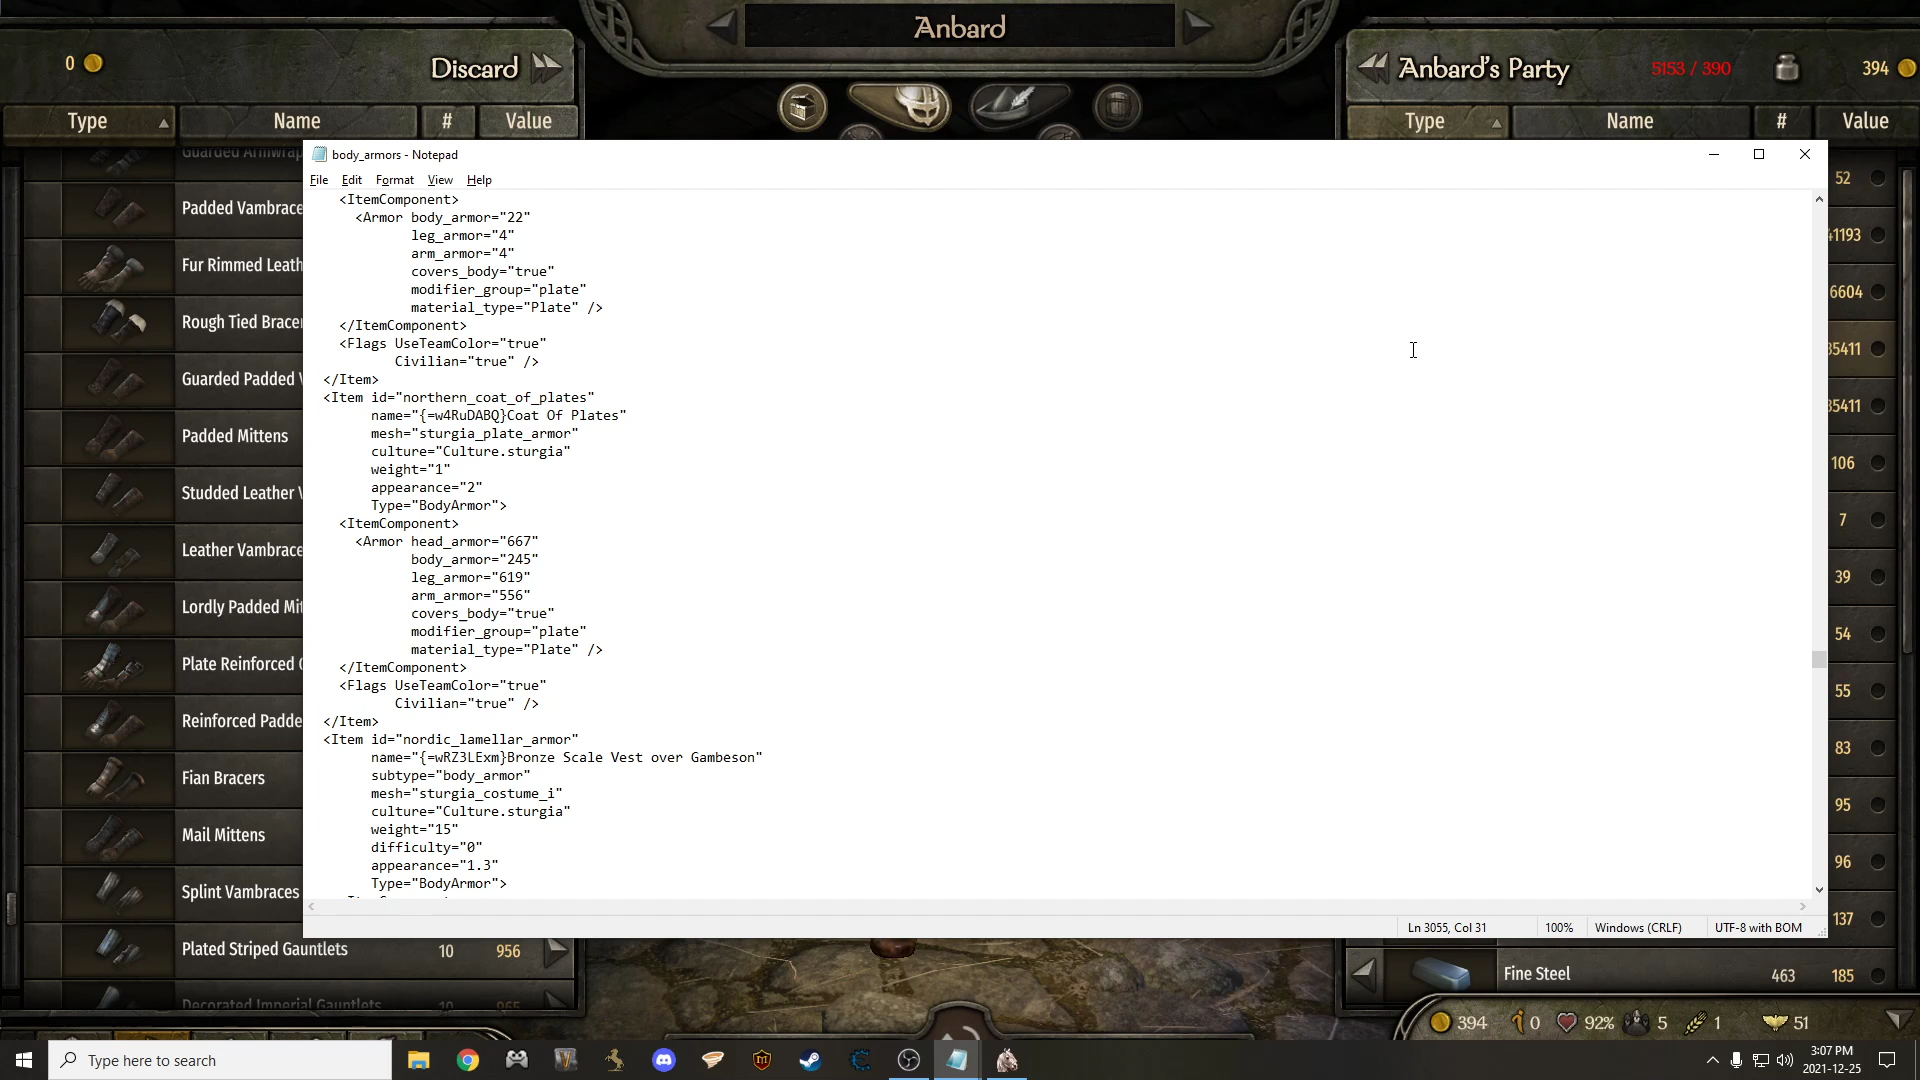 Anbard
0
Discard
Anbard's Party
5153 / 390
394
Type
Name
#
Value
Type
Name
#
Value
body_armors - Notepad
File Edit Format View Help
<ItemComponent>
<Armor body_armor="22"
leg_armor="4"
arm_armor="4"
covers_body="true"
modifier_group="plate"
material_type="Plate" />
</ItemComponent>
<Flags UseTeamColor="true"
Civilian="true" />
</Item>
<Item id="northern_coat_of_plates"
name="{=w4RuDABQ}Coat Of Plates"
mesh="sturgia_plate_armor"
culture="Culture.sturgia"
weight="1"
appearance="2"
Type="BodyArmor">
<ItemComponent>
<Armor head_armor="667"
body_armor="245"
leg_armor="619"
arm_armor="556"
covers_body="true"
modifier_group="plate"
material_type="Plate" />
</ItemComponent>
<Flags UseTeamColor="true"
Civilian="true" />
</Item>
<Item id="nordic_lamellar_armor"
name="{=wRZ3LExm}Bronze Scale Vest over Gambeson"
subtype="body_armor"
mesh="sturgia_costume_i"
culture="Culture.sturgia"
weight="15"
difficulty="0"
appearance="1.3"
Type="BodyArmor">
Ln 3055, Col 31
100%
Windows (CRLF)
UTF-8 with BOM
Guarded Armwrap
Padded Vambrace
Fur Rimmed Leath
Rough Tied Bracer
Guarded Padded V
Padded Mittens
Studded Leather V
Leather Vambrace
Lordly Padded Mit
Plate Reinforced
Reinforced Padde
Fian Bracers
Mail Mittens
Splint Vambraces
Plated Striped Gauntlets 10 956
Decorated Imperial Gauntlets 10 965
52
41193
6604
35411
35411
106
7
39
54
55
83
95
96
137
Fine Steel 463 185
394 0 92% 5 1 51
Type here to search
3:07 PM
2021-12-25